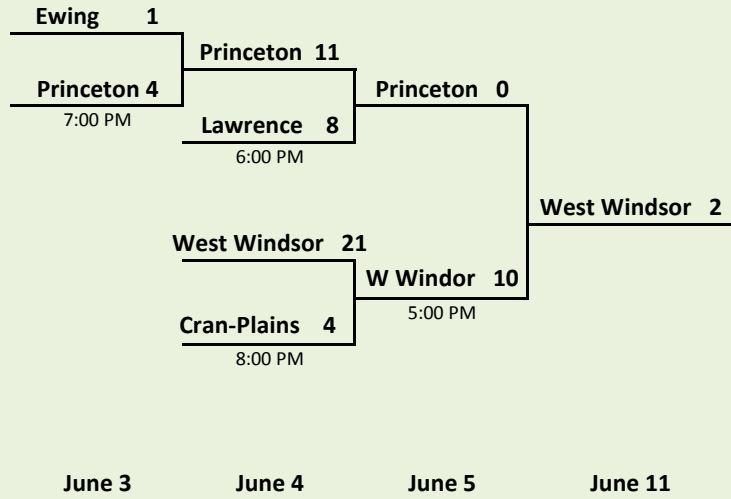 Ewing 1
Princeton 11
Princeton 4
Princeton 0
7:00 PM
Lawrence 8
6:00 PM
West Windsor 2
West Windsor 21
W Windor 10
5:00 PM
Cran-Plains 4
8:00 PM
June 3 June 4 June 5 June 11